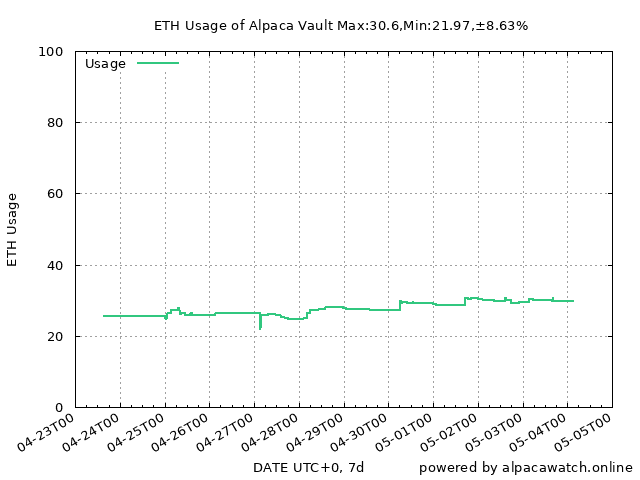 ETH Usage of Alpaca Vault Max:30.6,Min:21.97,±8.63%
Usage
100
80
60
40
20
0
ETH Usage
04-23T00
04-24T00
04-25T00
04-26T00
04-27T00
04-28T00
04-29T00
04-30T00
05-01T00
05-02T00
05-03T00
05-04T00
05-05T00
DATE UTC+0, 7d
powered by alpacawatch.online